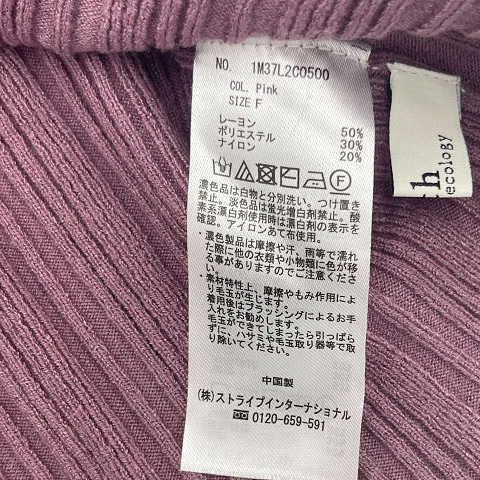 NO. 1M37L2C0500
COL. Pink
SIZE F
レーヨン 50%
ポリエステル 30%
ナイロン 20%
濃色品は白物と分別洗い。つけ置き
禁止。淡色品は蛍光増白剤禁止。酸
素系漂白剤使用時は漂白剤の表示を
確認。アイロンあて布使用。
・濃色製品は摩擦や汗、雨等で濡れ
た際に他の衣類や小物類に色が移
る事がありますのでご注意くださ
い。
・素材特性上、摩擦やもみ作用によ
り毛玉が生じます。
着用後はブラッシングによるお手
入れをお勧めします。
毛玉ができてしまったら引っぱら
ずに、ハサミや毛玉取り器等で取
り除いてください。
中国製
(株)ストライプインターナショナル
0120-659-591
th
ecology